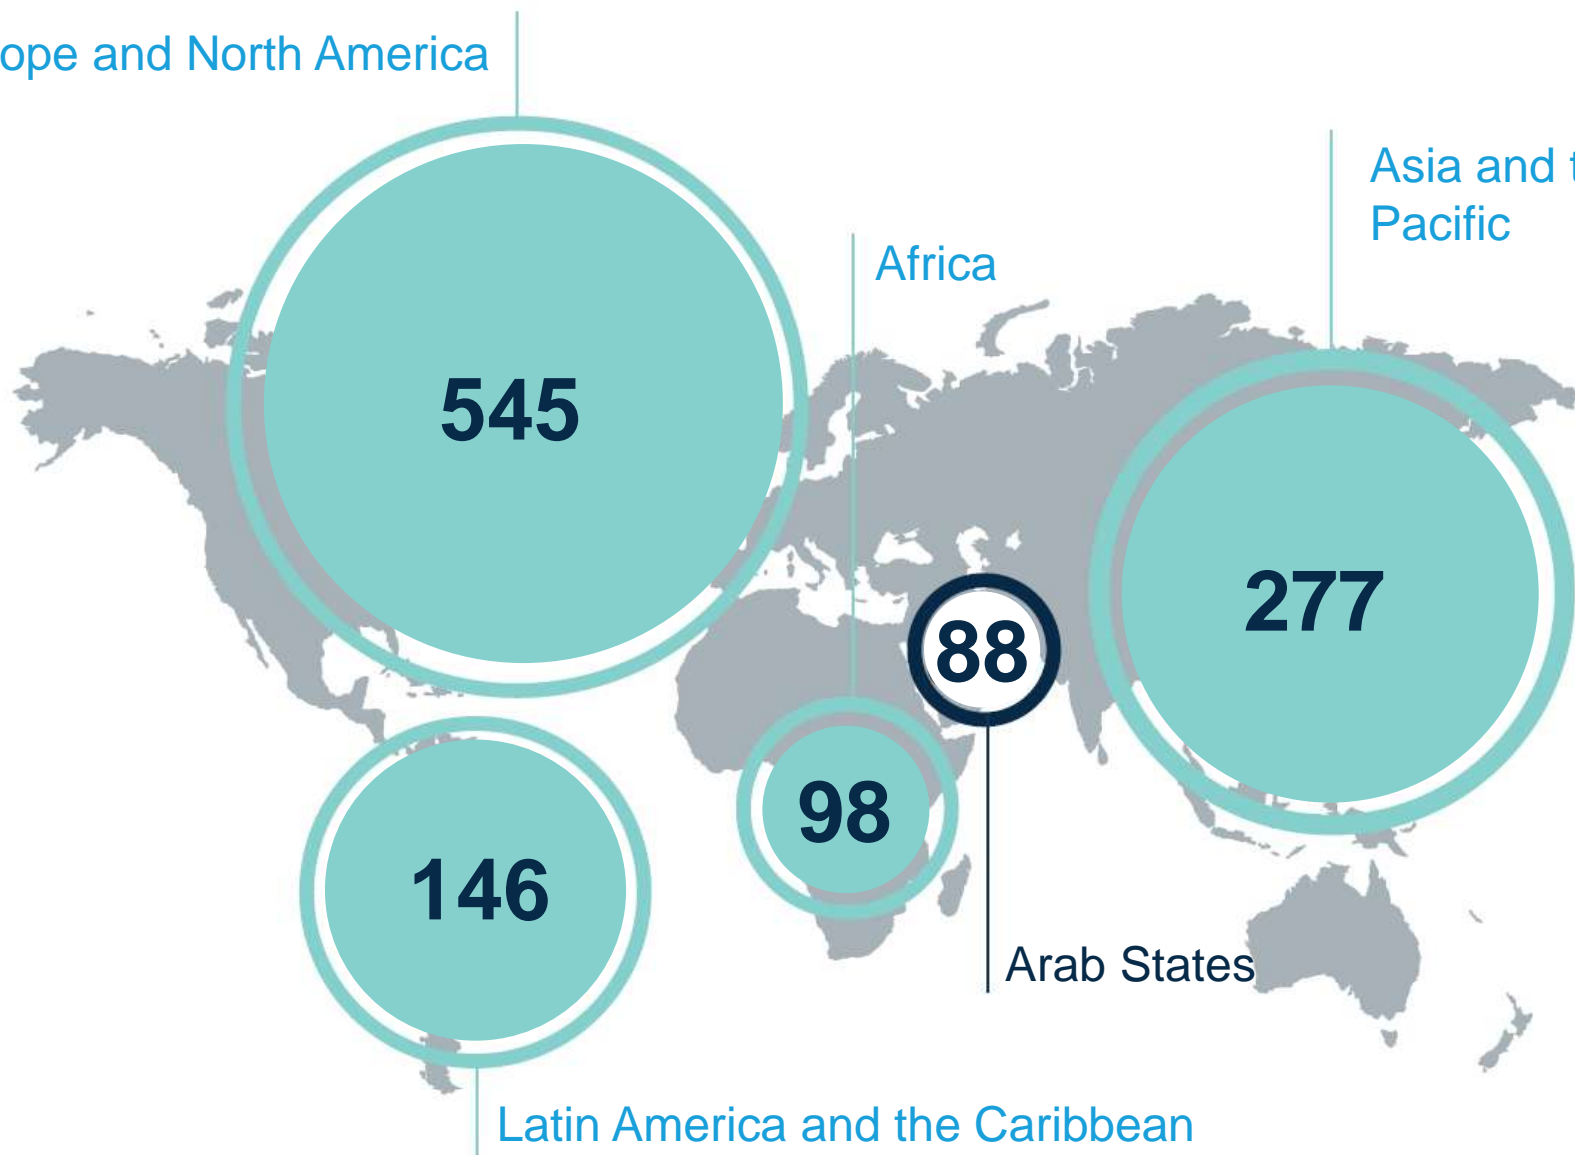 ope and North America
Asia and t
Pacific
Africa
545
277
88
98
146
Arab States
Latin America and the Caribbean